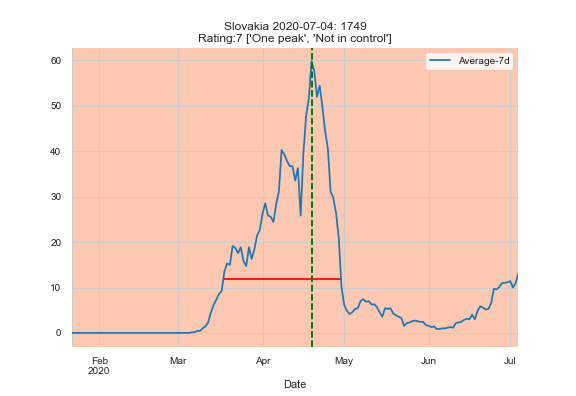 Slovakia 2020-07-04: 1749
Rating:7 ['One peak', 'Not in control']
Average-7d
60
50
40
30
20
10
0
Feb
2020
Mar
Apr
May
Jun
Jul
Date